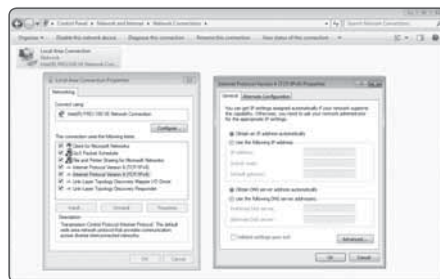 Control Panel ▸ Network and Internet ▸ Network Connections ▸
Search Network Connections
Organize
Disable this network device
Diagnose this connection
Rename this connection
View status of this connection
Local Area Connection
Network
Local Area Connection Properties
Networking
Connect using:
Network Connection
Configure...
This connection uses the following items:
Client for Microsoft Networks
QoS Packet Scheduler
File and Printer Sharing for Microsoft Networks
Internet Protocol Version 6 (TCP/IPv6)
Internet Protocol Version 4 (TCP/IPv4)
Link-Layer Topology Discovery Mapper I/O Driver
Link-Layer Topology Discovery Responder
Install...
Uninstall
Properties
Description
Transmission Control Protocol/Internet Protocol. The default
wide area network protocol that provides communication
across diverse interconnected networks.
OK
Cancel
Internet Protocol Version 4 (TCP/IPv4) Properties
General
Alternate Configuration
You can get IP settings assigned automatically if your network supports
this capability. Otherwise, you need to ask your network administrator
for the appropriate IP settings.
Obtain an IP address automatically
Use the following IP address:
IP address:
Subnet mask:
Default gateway:
Obtain DNS server address automatically
Use the following DNS server addresses:
Preferred DNS server:
Alternate DNS server:
Validate settings upon exit
Advanced...
OK
Cancel